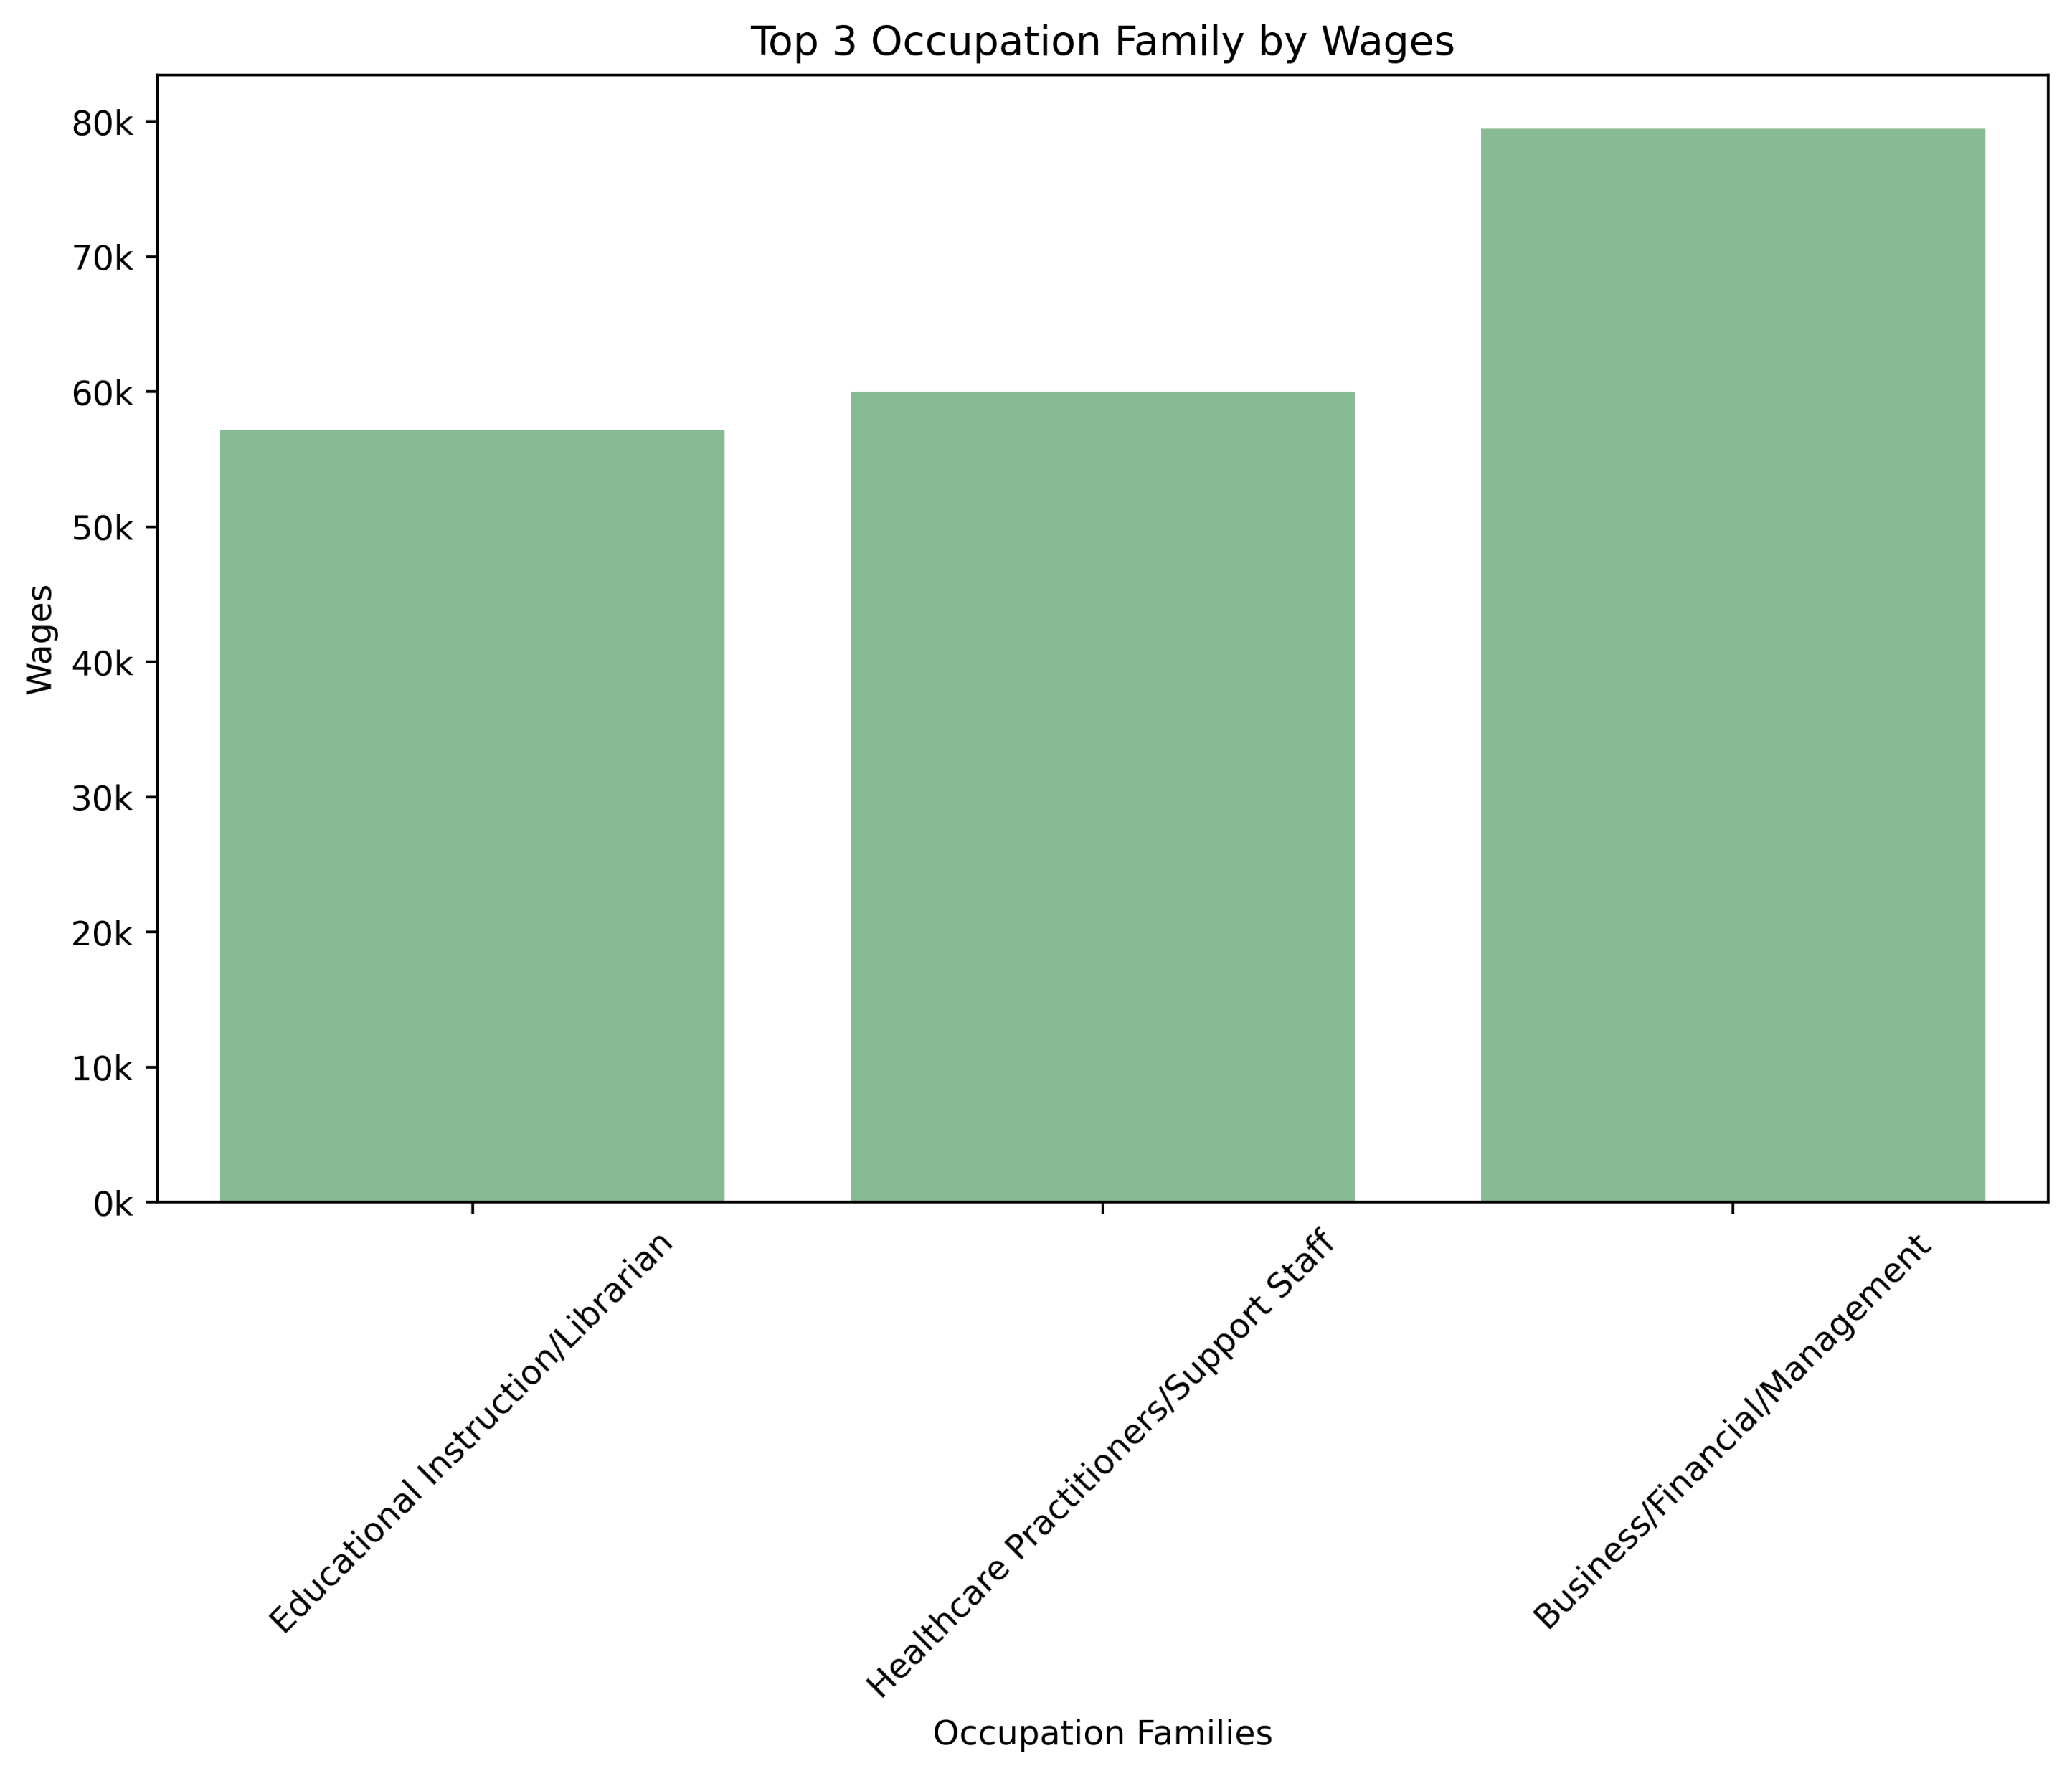 Top 3 Occupation Family by Wages
80k
70k
60k
50k
40k
30k
20k
10k
0k
Wages
Educational Instruction/Librarian
Healthcare Practitioners/Support Staff
Business/Financial/Management
Occupation Families